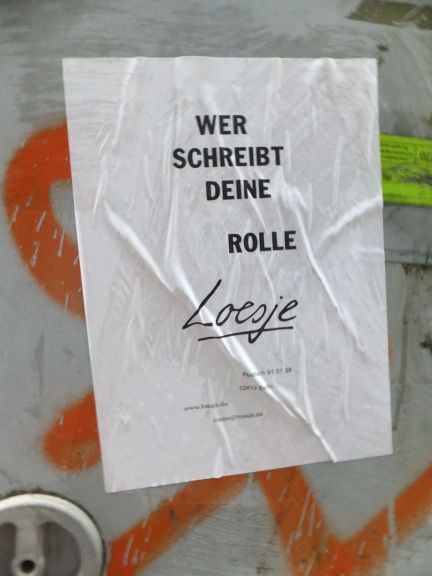 WER
SCHREIBT
DEINE
ROLLE
Loesje
Postfach 91 01 38
12413 Berlin
www.loesje.de
loesje@loesje.de